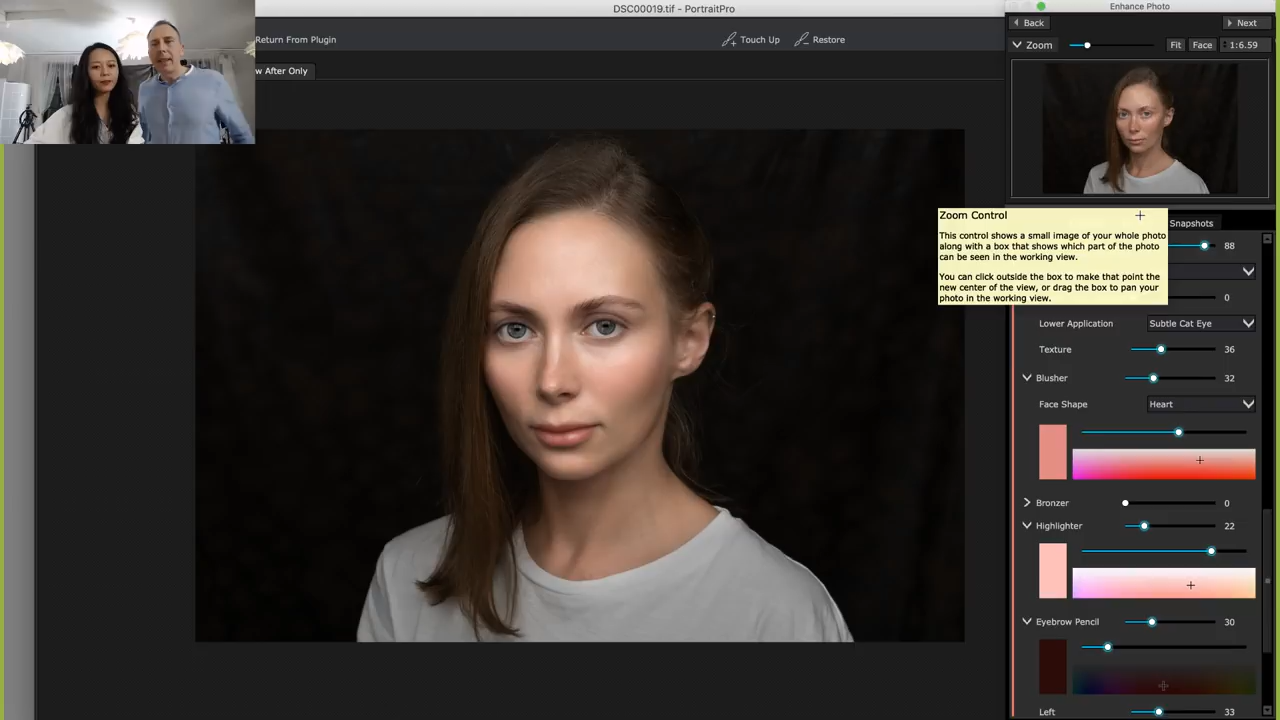 DSC00019.tif - PortraitPro
Enhance Photo
Return From Plugin
Touch Up
Restore
Back
Next
Zoom
Fit
Face
1:6.59
w After Only
Zoom Control
This control shows a small image of your whole photo
along with a box that shows which part of the photo
can be seen in the working view.
You can click outside the box to make that point the
new center of the view, or drag the box to pan your
photo in the working view.
Snapshots
88
0
Lower Application
Subtle Cat Eye
Texture
36
Blusher
32
Face Shape
Heart
Bronzer
0
Highlighter
22
Eyebrow Pencil
30
Left
33